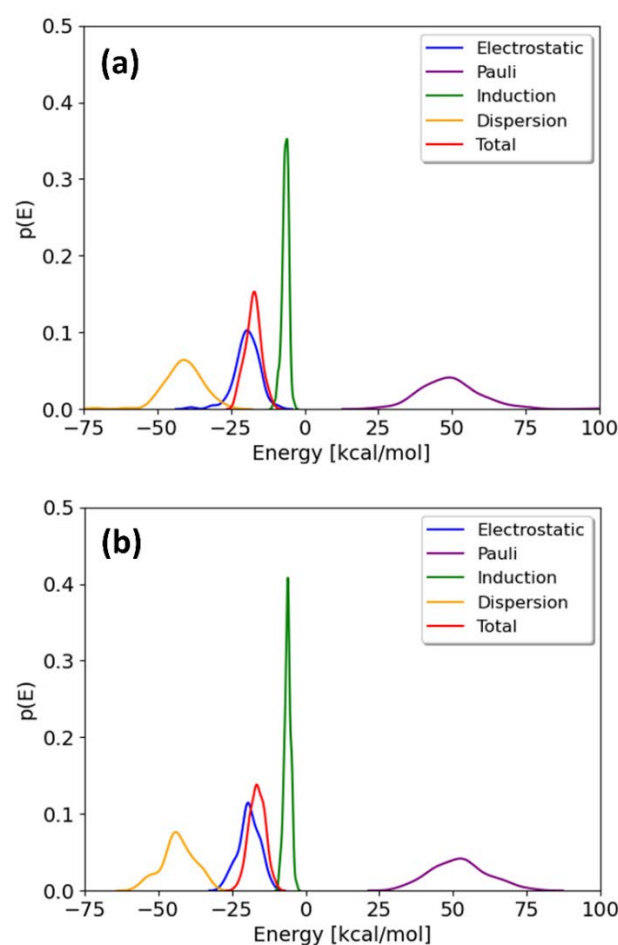 (a)
Electrostatic
Pauli
Induction
Dispersion
Total
p(E)
0.5
0.4
0.3
0.2
0.1
0.0
−75 −50 −25 0 25 50 75 100
Energy [kcal/mol]
(b)
Electrostatic
Pauli
Induction
Dispersion
Total
p(E)
0.5
0.4
0.3
0.2
0.1
0.0
−75 −50 −25 0 25 50 75 100
Energy [kcal/mol]